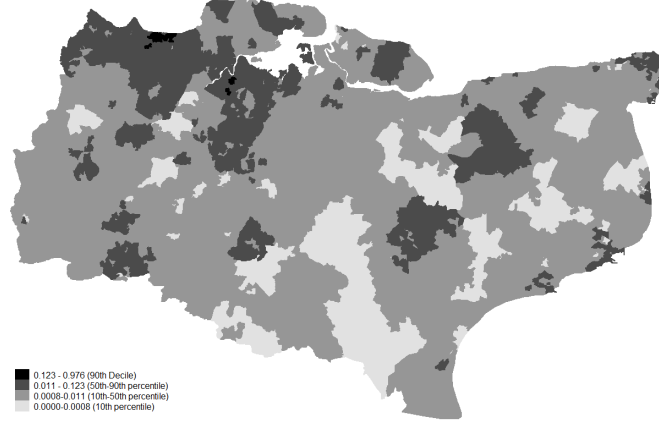 0.123 - 0.976 (90th Decile)
0.011 - 0.123 (50th-90th percentile)
0.0008-0.011 (10th-50th percentile)
0.0000-0.0008 (10th percentile)